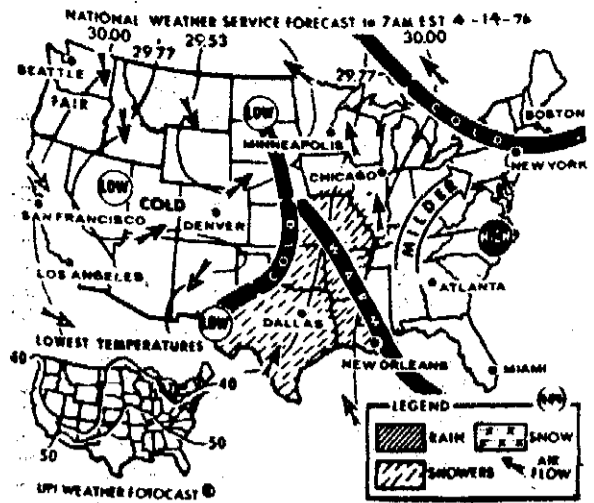 NATIONAL WEATHER SERVICE FORECAST to 7AM EST 4-14-76
30.00
29.77
29.53
30.00
29.77
SEATTLE
FAIR
LOW
MINNEAPOLIS
COLD
BOSTON
NEW YORK
CHICAGO
LOW
COLD
SAN FRANCISCO
DENVER
MILDER
HIGH
COLD
WARM
LOS ANGELES
ATLANTA
LOW
DALLAS
NEW ORLEANS
MIAMI
LOWEST TEMPERATURES
40
40
50
50
LEGEND
RAIN
SNOW
SHOWERS
AIR FLOW
UPI WEATHER FOTOCAST ©